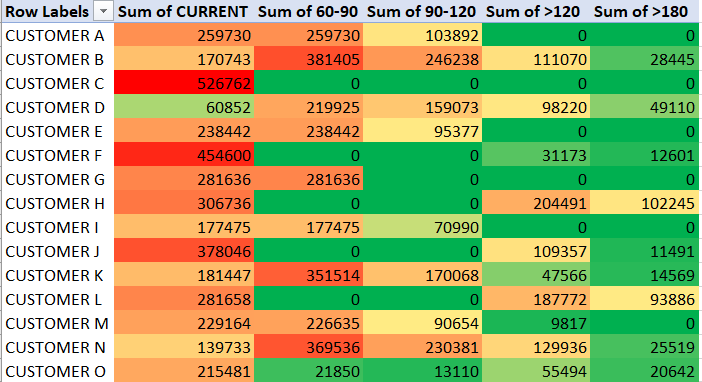 Row Labels Sum of CURRENT Sum of 60-90 Sum of 90-120 Sum of >120 Sum of >180
CUSTOMER A 259730 259730 103892 0 0
CUSTOMER B 170743 381405 246238 111070 28445
CUSTOMER C 526762 0 0 0 0
CUSTOMER D 60852 219925 159073 98220 49110
CUSTOMER E 238442 238442 95377 0 0
CUSTOMER F 454600 0 0 31173 12601
CUSTOMER G 281636 281636 0 0 0
CUSTOMER H 306736 0 0 204491 102245
CUSTOMER I 177475 177475 70990 0 0
CUSTOMER J 378046 0 0 109357 11491
CUSTOMER K 181447 351514 170068 47566 14569
CUSTOMER L 281658 0 0 187772 93886
CUSTOMER M 229164 226635 90654 9817 0
CUSTOMER N 139733 369536 230381 129936 25519
CUSTOMER O 215481 21850 13110 55494 20642